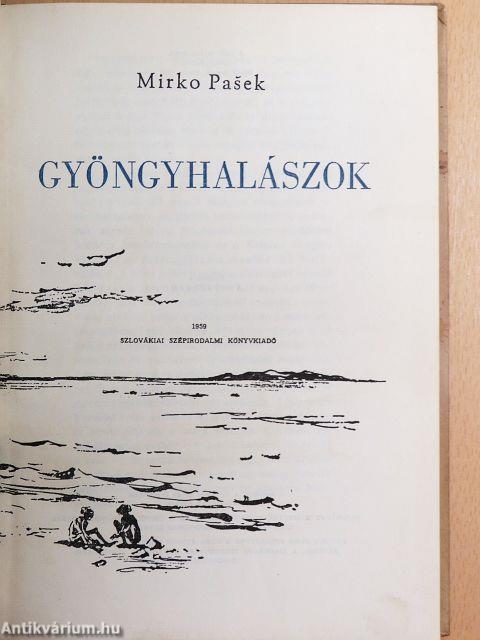 Mirko Pašek
GYÖNGYHALÁSZOK
1959
SZLOVÁKIAI SZÉPIRODALMI KÖNYVKIADÓ
Antikvárium.hu